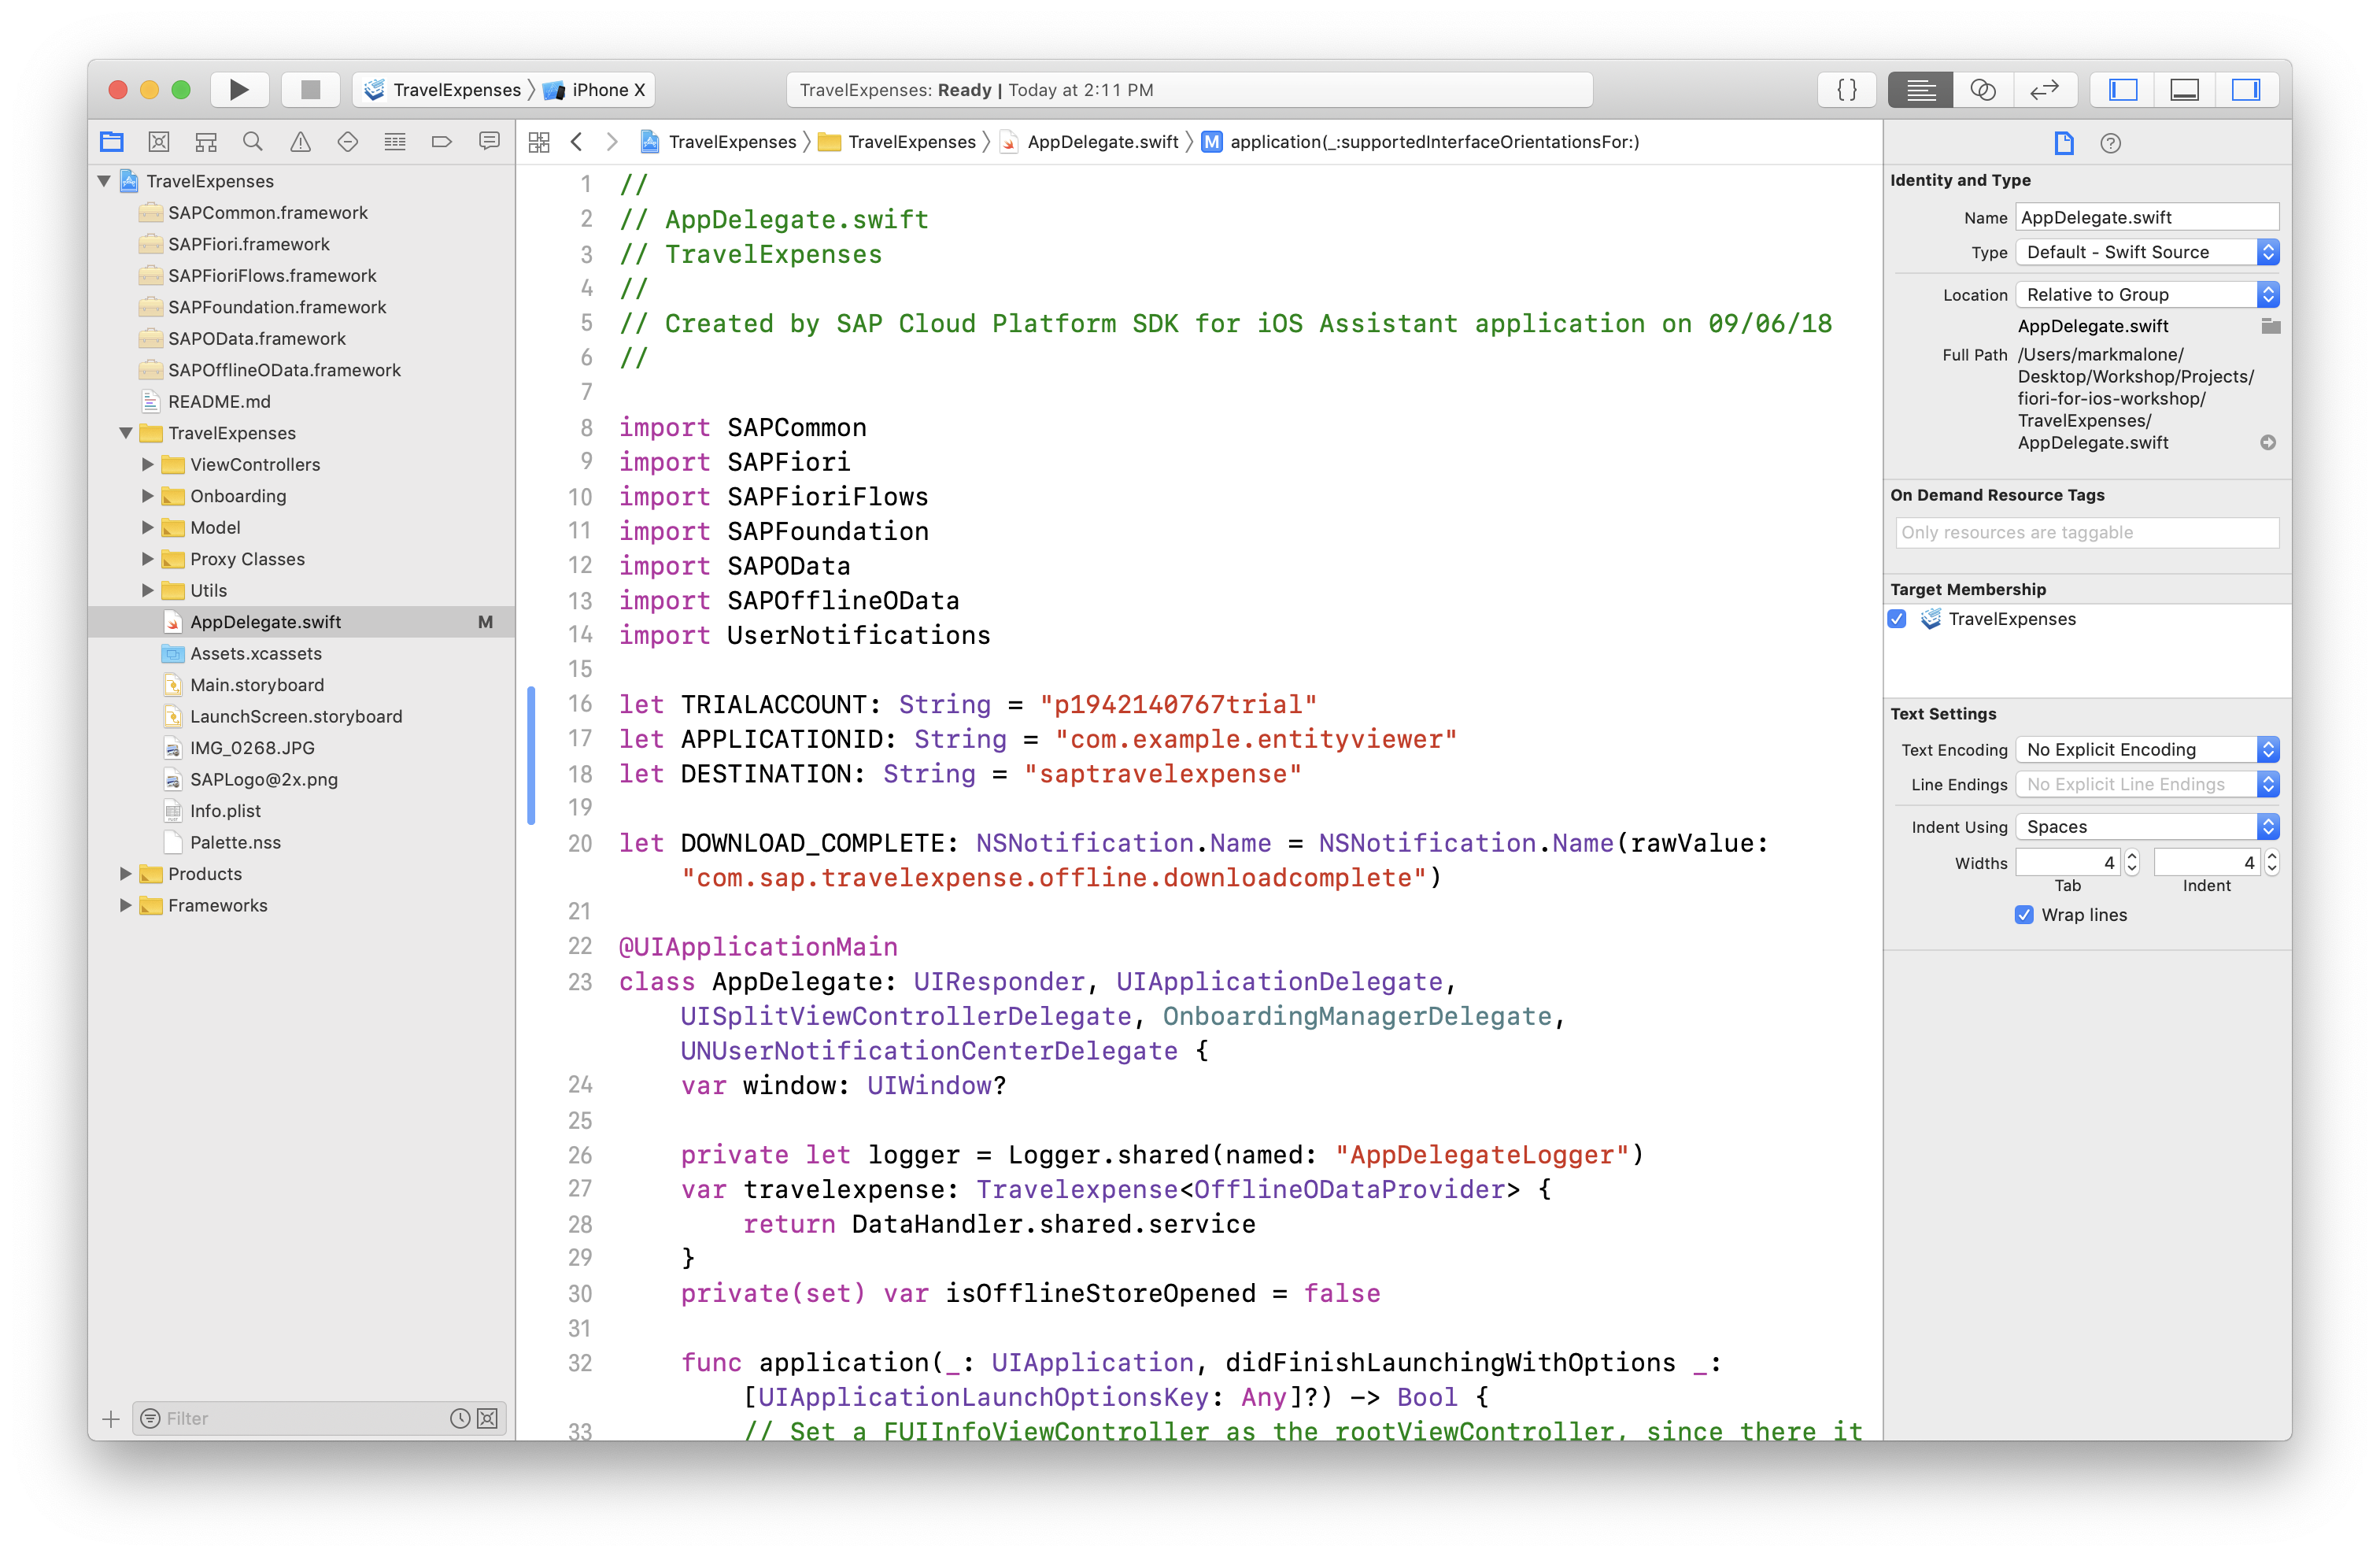 TravelExpenses
iPhone X
TravelExpenses: Ready | Today at 2:11 PM
{}
TravelExpenses
TravelExpenses
AppDelegate.swift
M
application(_:supportedInterfaceOrientationsFor:)
TravelExpenses
SAPCommon.framework
SAPFiori.framework
SAPFioriFlows.framework
SAPFoundation.framework
SAPOData.framework
SAPOfflineOData.framework
README.md
TravelExpenses
ViewControllers
Onboarding
Model
Proxy Classes
Utils
AppDelegate.swift M
Assets.xcassets
Main.storyboard
LaunchScreen.storyboard
IMG_0268.JPG
SAPLogo@2x.png
Info.plist
Palette.nss
Products
Frameworks
Filter
1 //
2 // AppDelegate.swift
3 // TravelExpenses
4 //
5 // Created by SAP Cloud Platform SDK for iOS Assistant application on 09/06/18
6 //
7
8 import SAPCommon
9 import SAPFiori
10 import SAPFioriFlows
11 import SAPFoundation
12 import SAPOData
13 import SAPOfflineOData
14 import UserNotifications
15
16 let TRIALACCOUNT: String = "p1942140767trial"
17 let APPLICATIONID: String = "com.example.entityviewer"
18 let DESTINATION: String = "saptravelexpense"
19
20 let DOWNLOAD_COMPLETE: NSNotification.Name = NSNotification.Name(rawValue:
"com.sap.travelexpense.offline.downloadcomplete")
21
22 @UIApplicationMain
23 class AppDelegate: UIResponder, UIApplicationDelegate,
UISplitViewControllerDelegate, OnboardingManagerDelegate,
UNUserNotificationCenterDelegate {
24 var window: UIWindow?
25
26 private let logger = Logger.shared(named: "AppDelegateLogger")
27 var travelexpense: Travelexpense<OfflineODataProvider> {
28 return DataHandler.shared.service
29 }
30 private(set) var isOfflineStoreOpened = false
31
32 func application(_: UIApplication, didFinishLaunchingWithOptions _:
[UIApplicationLaunchOptionsKey: Any]?) -> Bool {
33 // Set a FUIInfoViewController as the rootViewController, since there it
Identity and Type
Name AppDelegate.swift
Type Default - Swift Source
Location Relative to Group
AppDelegate.swift
Full Path /Users/markmalone/
Desktop/Workshop/Projects/
fiori-for-ios-workshop/
TravelExpenses/
AppDelegate.swift
On Demand Resource Tags
Only resources are taggable
Target Membership
TravelExpenses
Text Settings
Text Encoding No Explicit Encoding
Line Endings No Explicit Line Endings
Indent Using Spaces
Widths 4 4
Tab Indent
Wrap lines